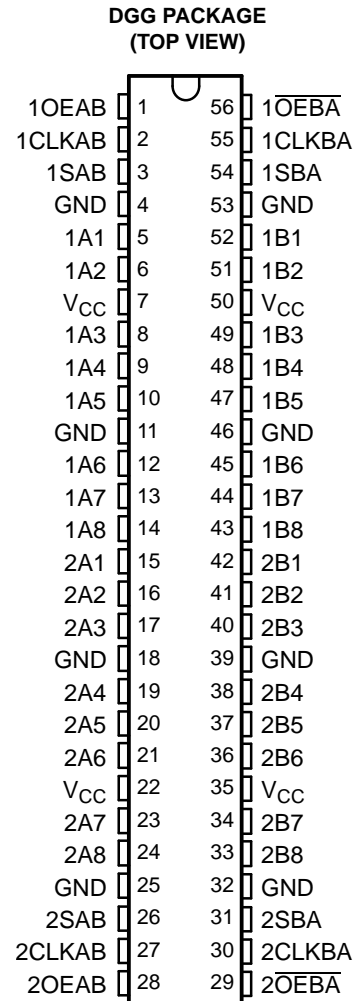 DGG PACKAGE
(TOP VIEW)
1OEAB 1 56 1O̅E̅B̅A̅
1CLKAB 2 55 1CLKBA
1SAB 3 54 1SBA
GND 4 53 GND
1A1 5 52 1B1
1A2 6 51 1B2
VCC 7 50 VCC
1A3 8 49 1B3
1A4 9 48 1B4
1A5 10 47 1B5
GND 11 46 GND
1A6 12 45 1B6
1A7 13 44 1B7
1A8 14 43 1B8
2A1 15 42 2B1
2A2 16 41 2B2
2A3 17 40 2B3
GND 18 39 GND
2A4 19 38 2B4
2A5 20 37 2B5
2A6 21 36 2B6
VCC 22 35 VCC
2A7 23 34 2B7
2A8 24 33 2B8
GND 25 32 GND
2SAB 26 31 2SBA
2CLKAB 27 30 2CLKBA
2OEAB 28 29 2O̅E̅B̅A̅